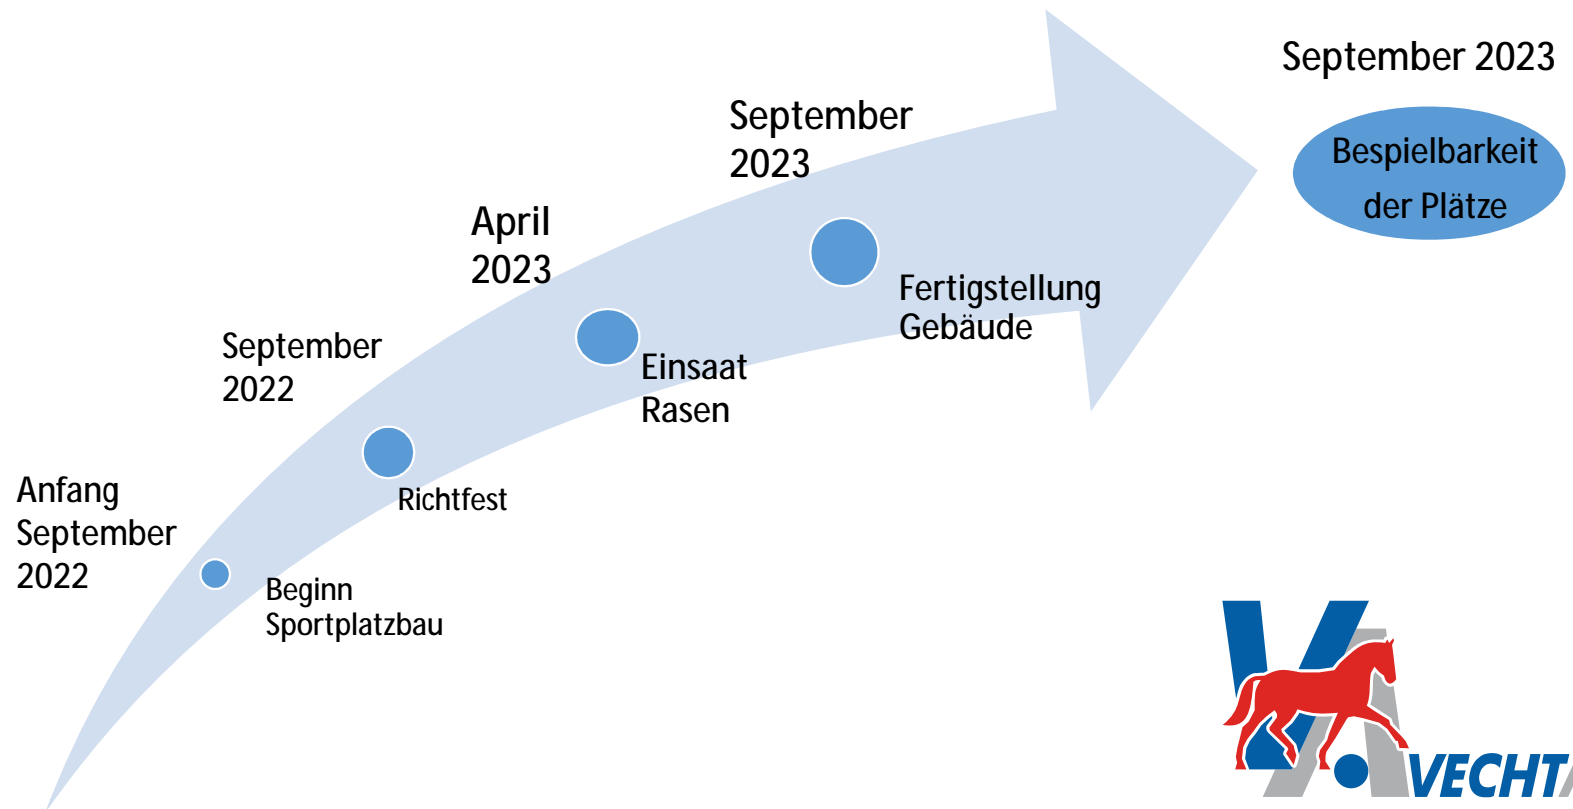 Anfang
September
2022
Beginn
Sportplatzbau
September
2022
Richtfest
April
2023
Einsaat
Rasen
September
2023
Fertigstellung
Gebäude
September 2023
Bespielbarkeit
der Plätze
VECHT